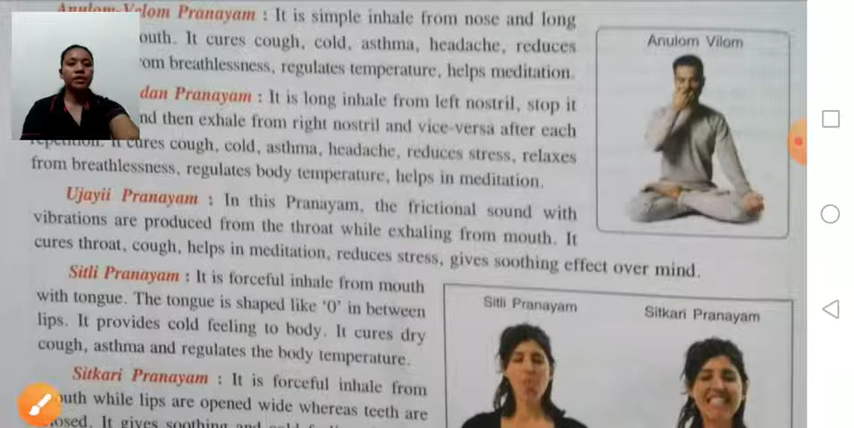 Anulom-Velom Pranayam : It is simple inhale from nose and long
outh. It cures cough, cold, asthma, headache, reduces
om breathlessness, regulates temperature, helps meditation.
dan Pranayam : It is long inhale from left nostril, stop it
nd then exhale from right nostril and vice-versa after each
repetition. It cures cough, cold, asthma, headache, reduces stress, relaxes
from breathlessness, regulates body temperature, helps in meditation.
Ujayii Pranayam : In this Pranayam, the frictional sound with
vibrations are produced from the throat while exhaling from mouth. It
cures throat, cough, helps in meditation, reduces stress, gives soothing effect over mind.
Sitli Pranayam : It is forceful inhale from mouth
with tongue. The tongue is shaped like '0' in between
lips. It provides cold feeling to body. It cures dry
cough, asthma and regulates the body temperature.
Sitkari Pranayam : It is forceful inhale from
outh while lips are opened wide whereas teeth are
losed. It gives soothing and cold
Anulom Vilom
Sitli Pranayam
Sitkari Pranayam